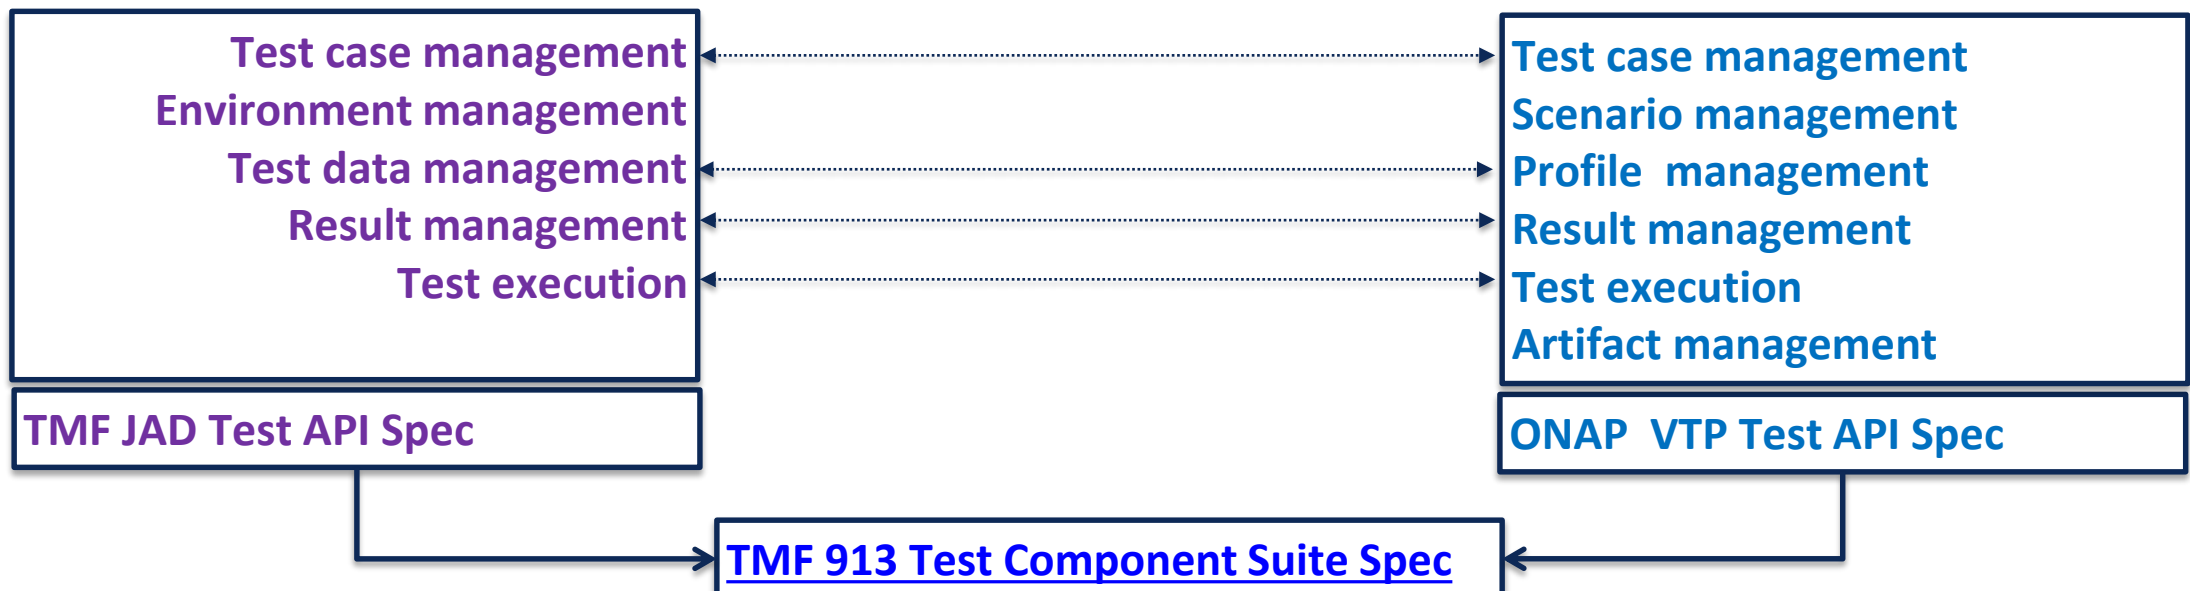 Test case management
Environment management
Test data management
Result management
Test execution
TMF JAD Test API Spec
Test case management
Scenario management
Profile  management
Result management
Test execution
Artifact management
ONAP  VTP Test API Spec
TMF 913 Test Component Suite Spec